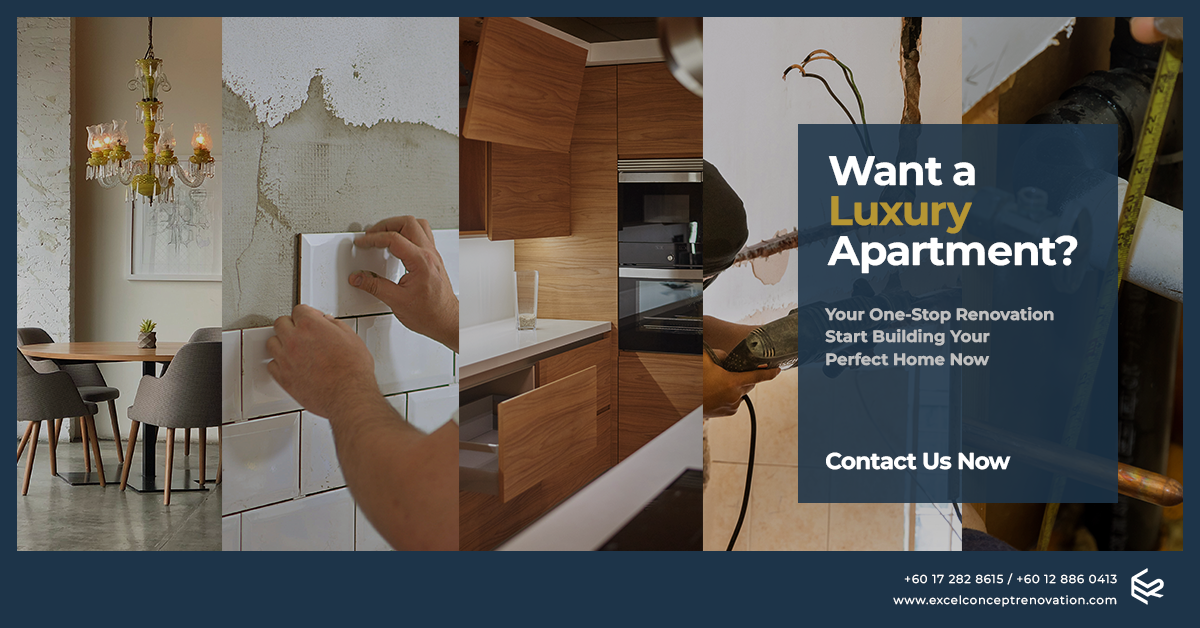 Want a
Luxury
Apartment?
Your One-Stop Renovation
Start Building Your
Perfect Home Now
Contact Us Now
+60 17 282 8615 / +60 12 886 0413
www.excelconceptrenovation.com